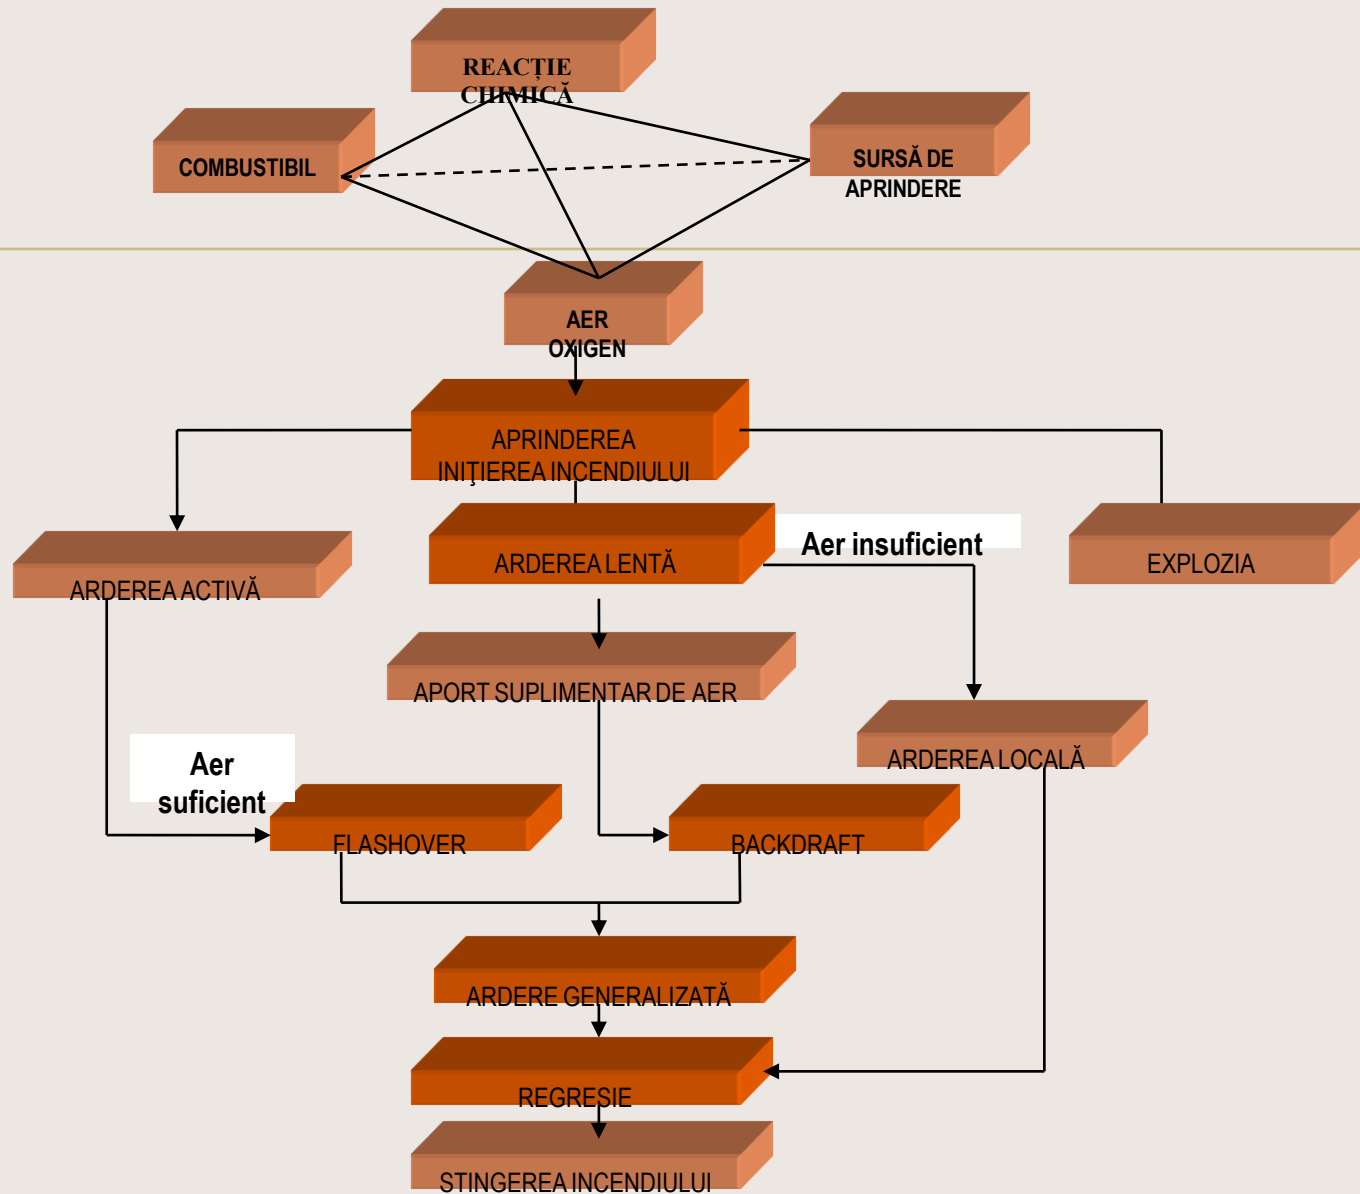 REACȚIE
CHIMICĂ
COMBUSTIBIL
SURSĂ DE
APRINDERE
AER
OXIGEN
APRINDEREA
INIŢIEREA INCENDIULUI
ARDEREA LENTĂ
Aer insuficient
EXPLOZIA
ARDEREA ACTIVĂ
APORT SUPLIMENTAR DE AER
ARDEREA LOCALĂ
Aer
suficient
FLASHOVER
BACKDRAFT
ARDERE GENERALIZATĂ
REGRESIE
STINGEREA INCENDIULUI